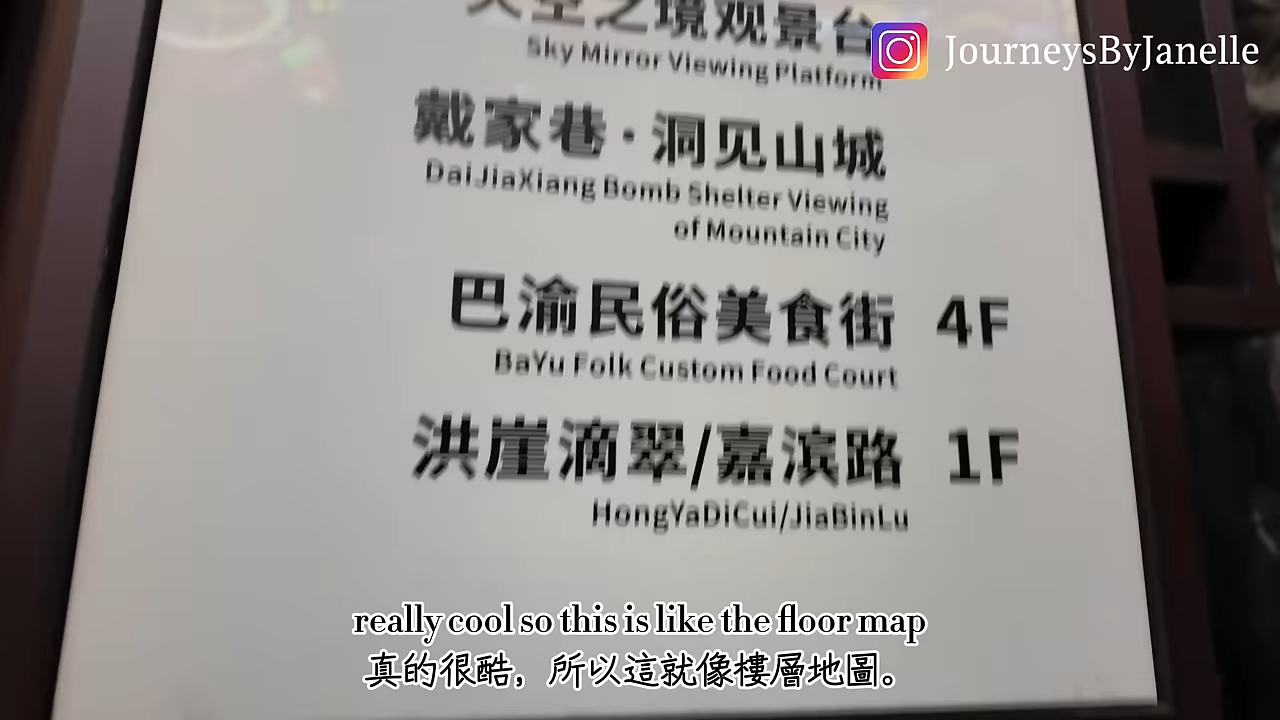 天空之境观景台
Sky Mirror Viewing Platform
JourneysByJanelle
戴家巷·洞见山城
DaiJiaXiang Bomb Shelter Viewing
of Mountain City
巴渝民俗美食街 4F
BaYu Folk Custom Food Court
洪崖滴翠/嘉滨路 1F
HongYaDiCui/JiaBinLu
really cool so this is like the floor map
真的很酷，所以這就像樓層地圖。